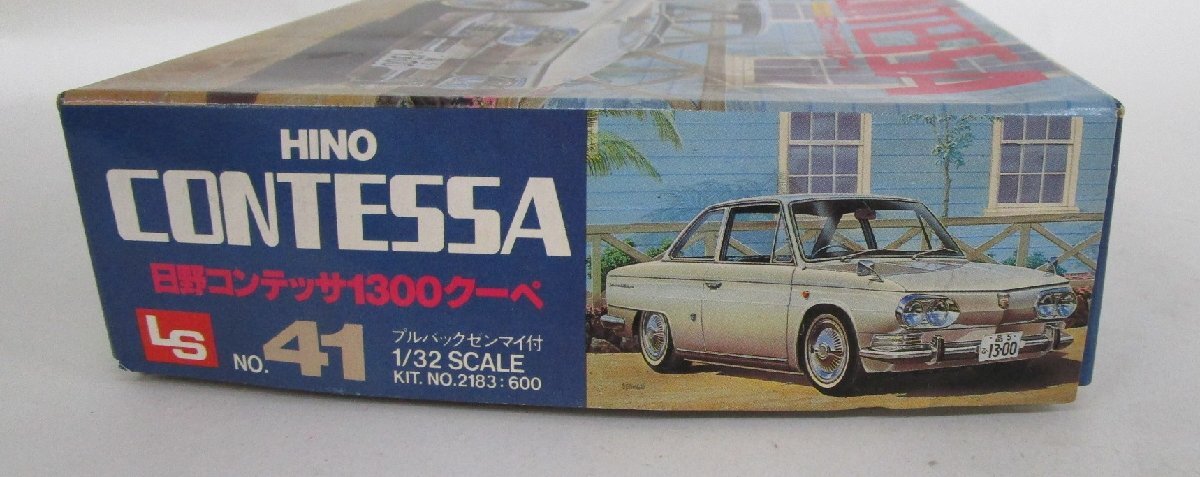 HINO
CONTESSA
日野コンテッサ1300クーペ
LS
NO. 41
プルバックゼンマイ付
1/32 SCALE
KIT. NO.2183:600
13-00